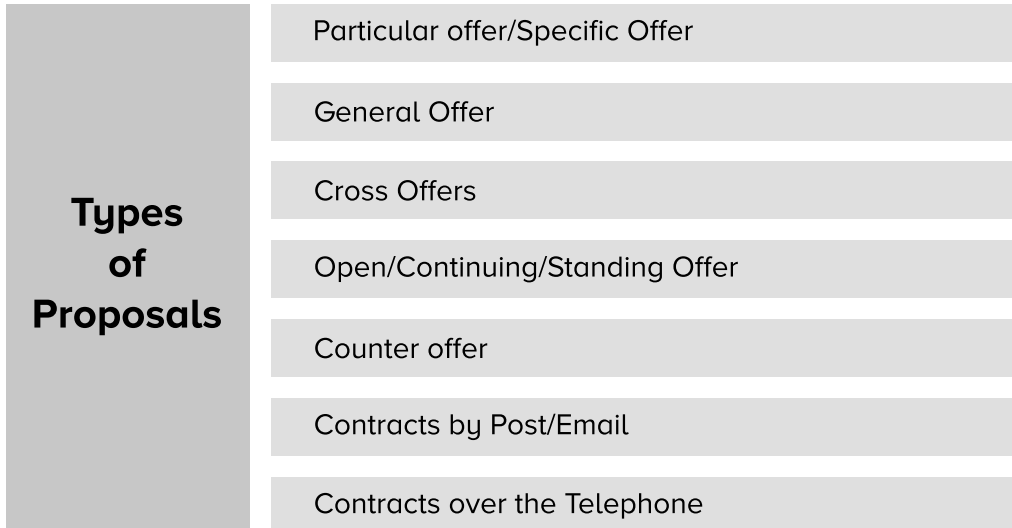 Types
of
Proposals
Particular offer/Specific Offer
General Offer
Cross Offers
Open/Continuing/Standing Offer
Counter offer
Contracts by Post/Email
Contracts over the Telephone